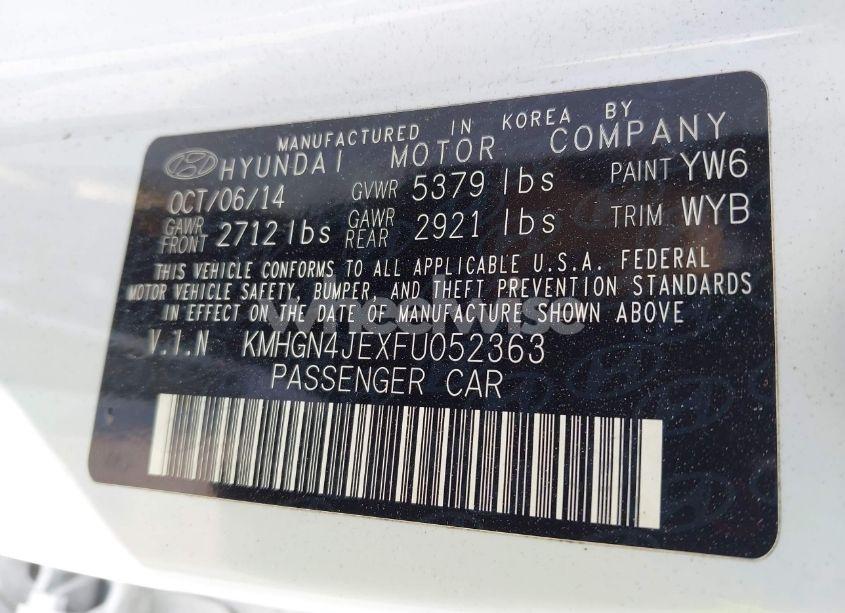 MANUFACTURED IN KOREA BY
HYUNDAI MOTOR COMPANY
OCT/06/14 GVWR 5379 lbs PAINT YW6
GAWR FRONT 2712 lbs GAWR REAR 2921 lbs TRIM WYB
THIS VEHICLE CONFORMS TO ALL APPLICABLE U.S.A. FEDERAL
MOTOR VEHICLE SAFETY, BUMPER, AND THEFT PREVENTION STANDARDS
IN EFFECT ON THE DATE OF MANUFACTURE SHOWN ABOVE
wheelwise
V.I.N KMHGN4JEXFU052363
PASSENGER CAR